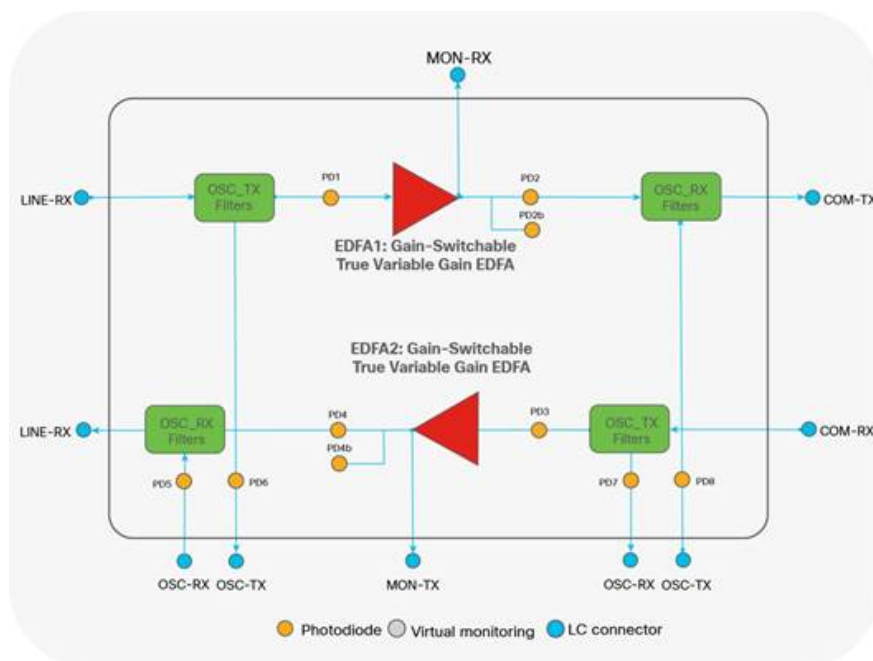 MON-RX
LINE-RX
OSC_TX
Filters
PD1
PD2
PD2b
OSC_RX
Filters
COM-TX
EDFA1: Gain-Switchable
True Variable Gain EDFA
EDFA2: Gain-Switchable
True Variable Gain EDFA
LINE-RX
OSC_RX
Filters
PD4
PD4b
PD3
OSC_TX
Filters
COM-RX
PD5
PD6
PD7
PD8
OSC-RX
OSC-TX
MON-TX
OSC-RX
OSC-TX
Photodiode
Virtual monitoring
LC connector